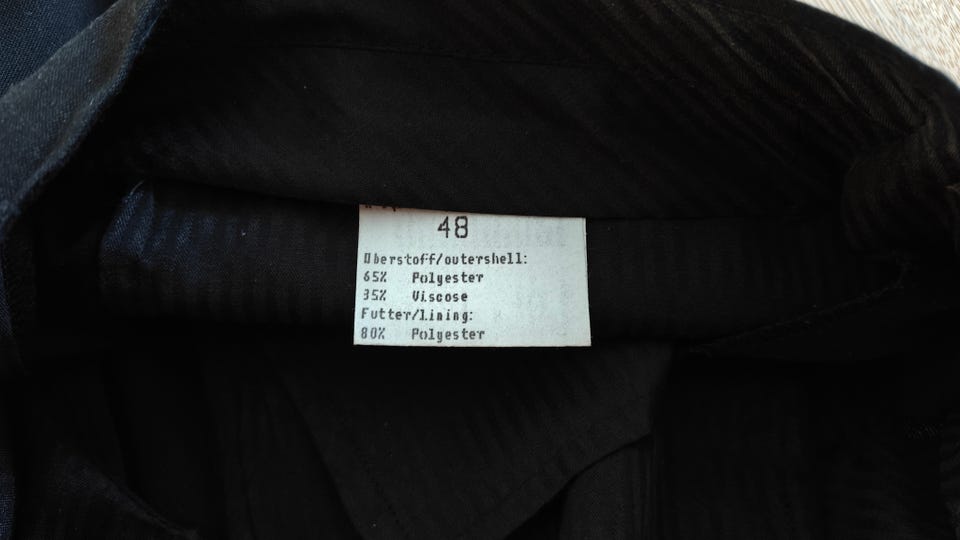 48
Oberstoff/outershell:
65% Polyester
35% Viscose
Futter/lining:
80% Polyester